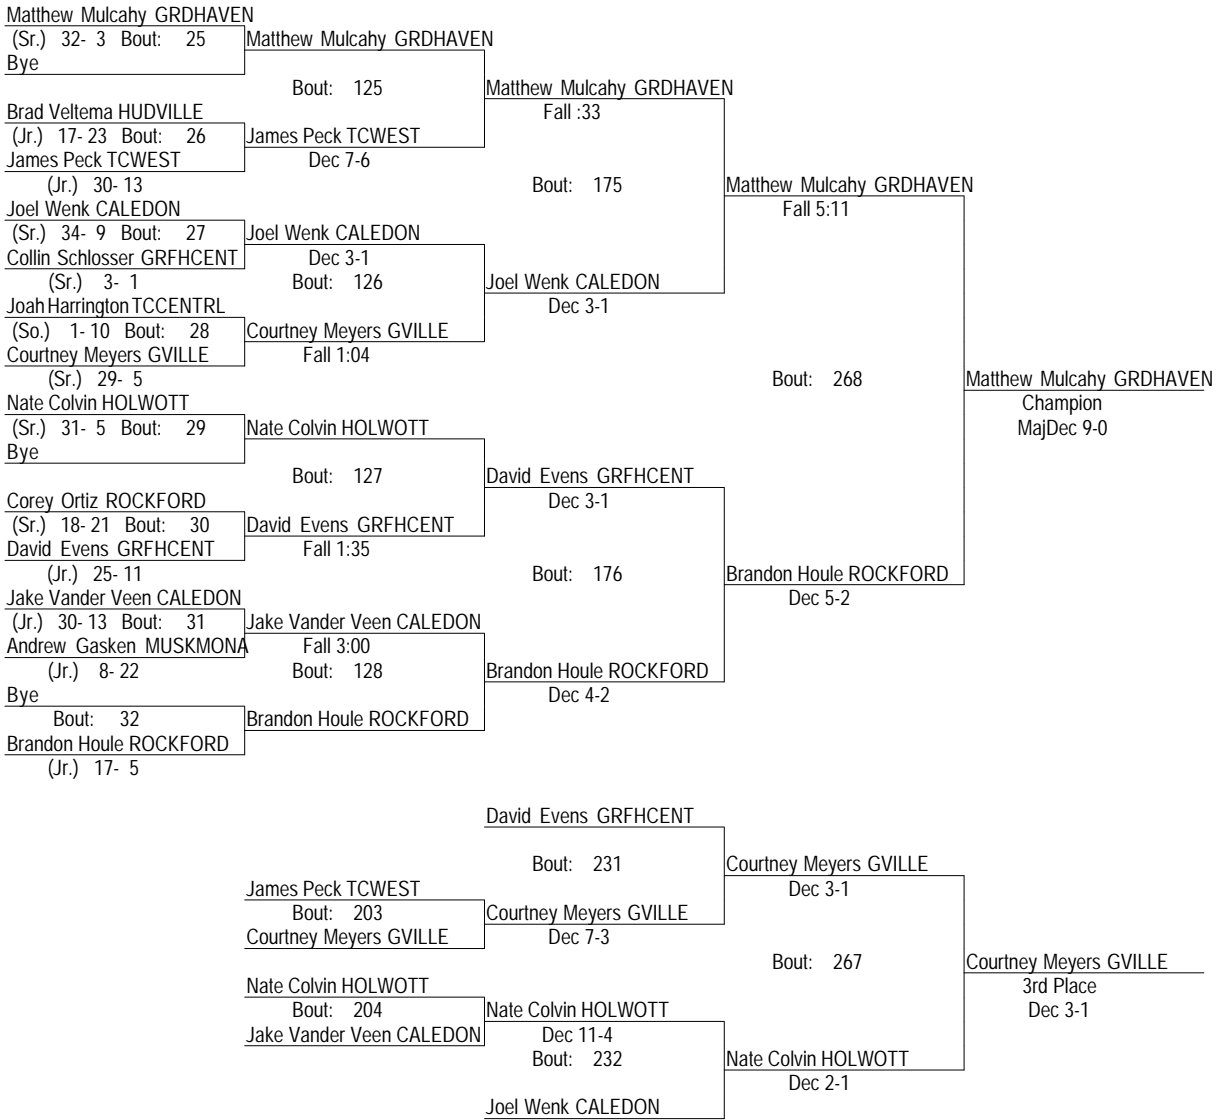 Matthew Mulcahy GRDHAVEN
(Sr.) 32- 3 Bout: 25 Matthew Mulcahy GRDHAVEN
Bye
Bout: 125 Matthew Mulcahy GRDHAVEN
Brad Veltema HUDVILLE Fall :33
(Jr.) 17- 23 Bout: 26 James Peck TCWEST
James Peck TCWEST Dec 7-6
(Jr.) 30- 13 Bout: 175 Matthew Mulcahy GRDHAVEN
Joel Wenk CALEDON Fall 5:11
(Sr.) 34- 9 Bout: 27 Joel Wenk CALEDON
Collin Schlosser GRFHCENT Dec 3-1
(Sr.) 3- 1 Bout: 126 Joel Wenk CALEDON
Joah Harrington TCCENTRL Dec 3-1
(So.) 1- 10 Bout: 28 Courtney Meyers GVILLE
Courtney Meyers GVILLE Fall 1:04
(Sr.) 29- 5 Bout: 268 Matthew Mulcahy GRDHAVEN
Nate Colvin HOLWOTT Champion
(Sr.) 31- 5 Bout: 29 Nate Colvin HOLWOTT MajDec 9-0
Bye
Bout: 127 David Evens GRFHCENT
Corey Ortiz ROCKFORD Dec 3-1
(Sr.) 18- 21 Bout: 30 David Evens GRFHCENT
David Evens GRFHCENT Fall 1:35
(Jr.) 25- 11 Bout: 176 Brandon Houle ROCKFORD
Jake Vander Veen CALEDON Dec 5-2
(Jr.) 30- 13 Bout: 31 Jake Vander Veen CALEDON
Andrew Gasken MUSKMONA Fall 3:00
(Jr.) 8- 22 Bout: 128 Brandon Houle ROCKFORD
Bye Dec 4-2
Bout: 32 Brandon Houle ROCKFORD
Brandon Houle ROCKFORD
(Jr.) 17- 5
David Evens GRFHCENT
Bout: 231 Courtney Meyers GVILLE
James Peck TCWEST Dec 3-1
Bout: 203 Courtney Meyers GVILLE
Courtney Meyers GVILLE Dec 7-3
Bout: 267 Courtney Meyers GVILLE
Nate Colvin HOLWOTT 3rd Place
Bout: 204 Nate Colvin HOLWOTT Dec 3-1
Jake Vander Veen CALEDON Dec 11-4
Bout: 232 Nate Colvin HOLWOTT
Dec 2-1
Joel Wenk CALEDON